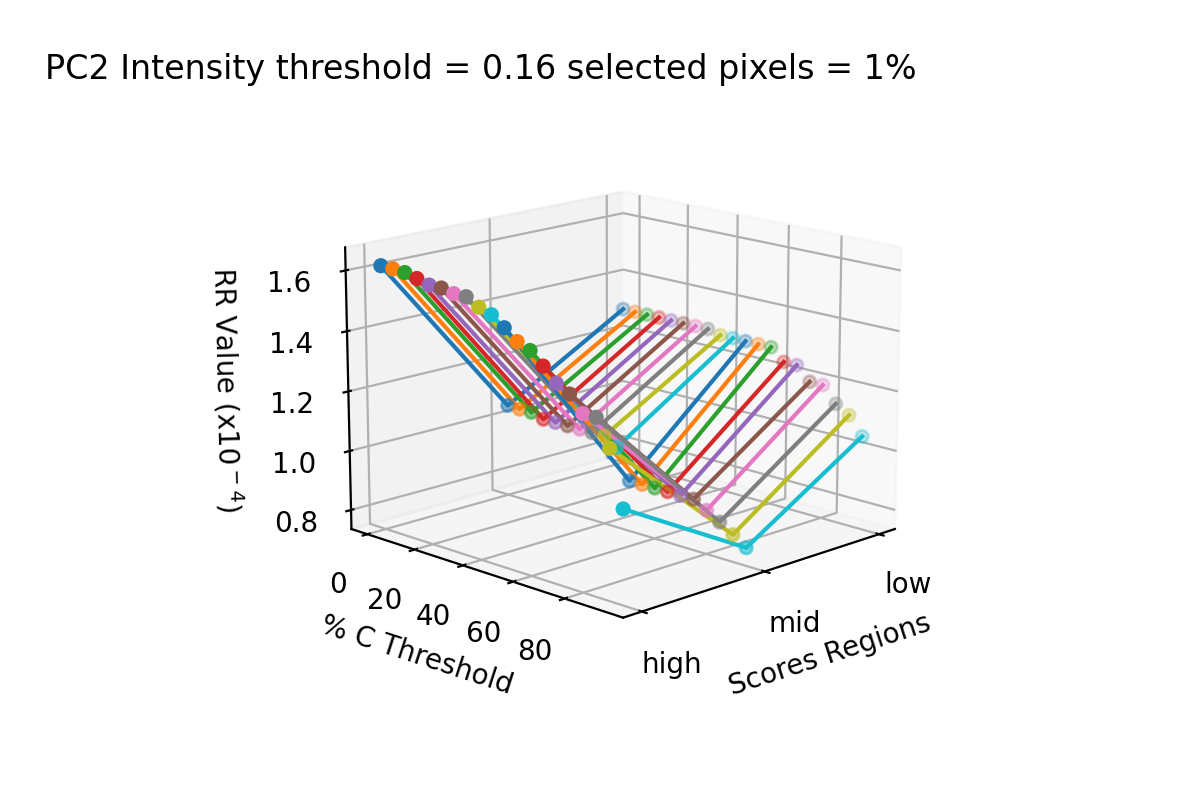 PC2 Intensity threshold = 0.16 selected pixels = 1%
RR Value (x10⁻⁴)
1.6
1.4
1.2
1.0
0.8
0
20
40
60
80
% C Threshold
high
mid
low
Scores Regions